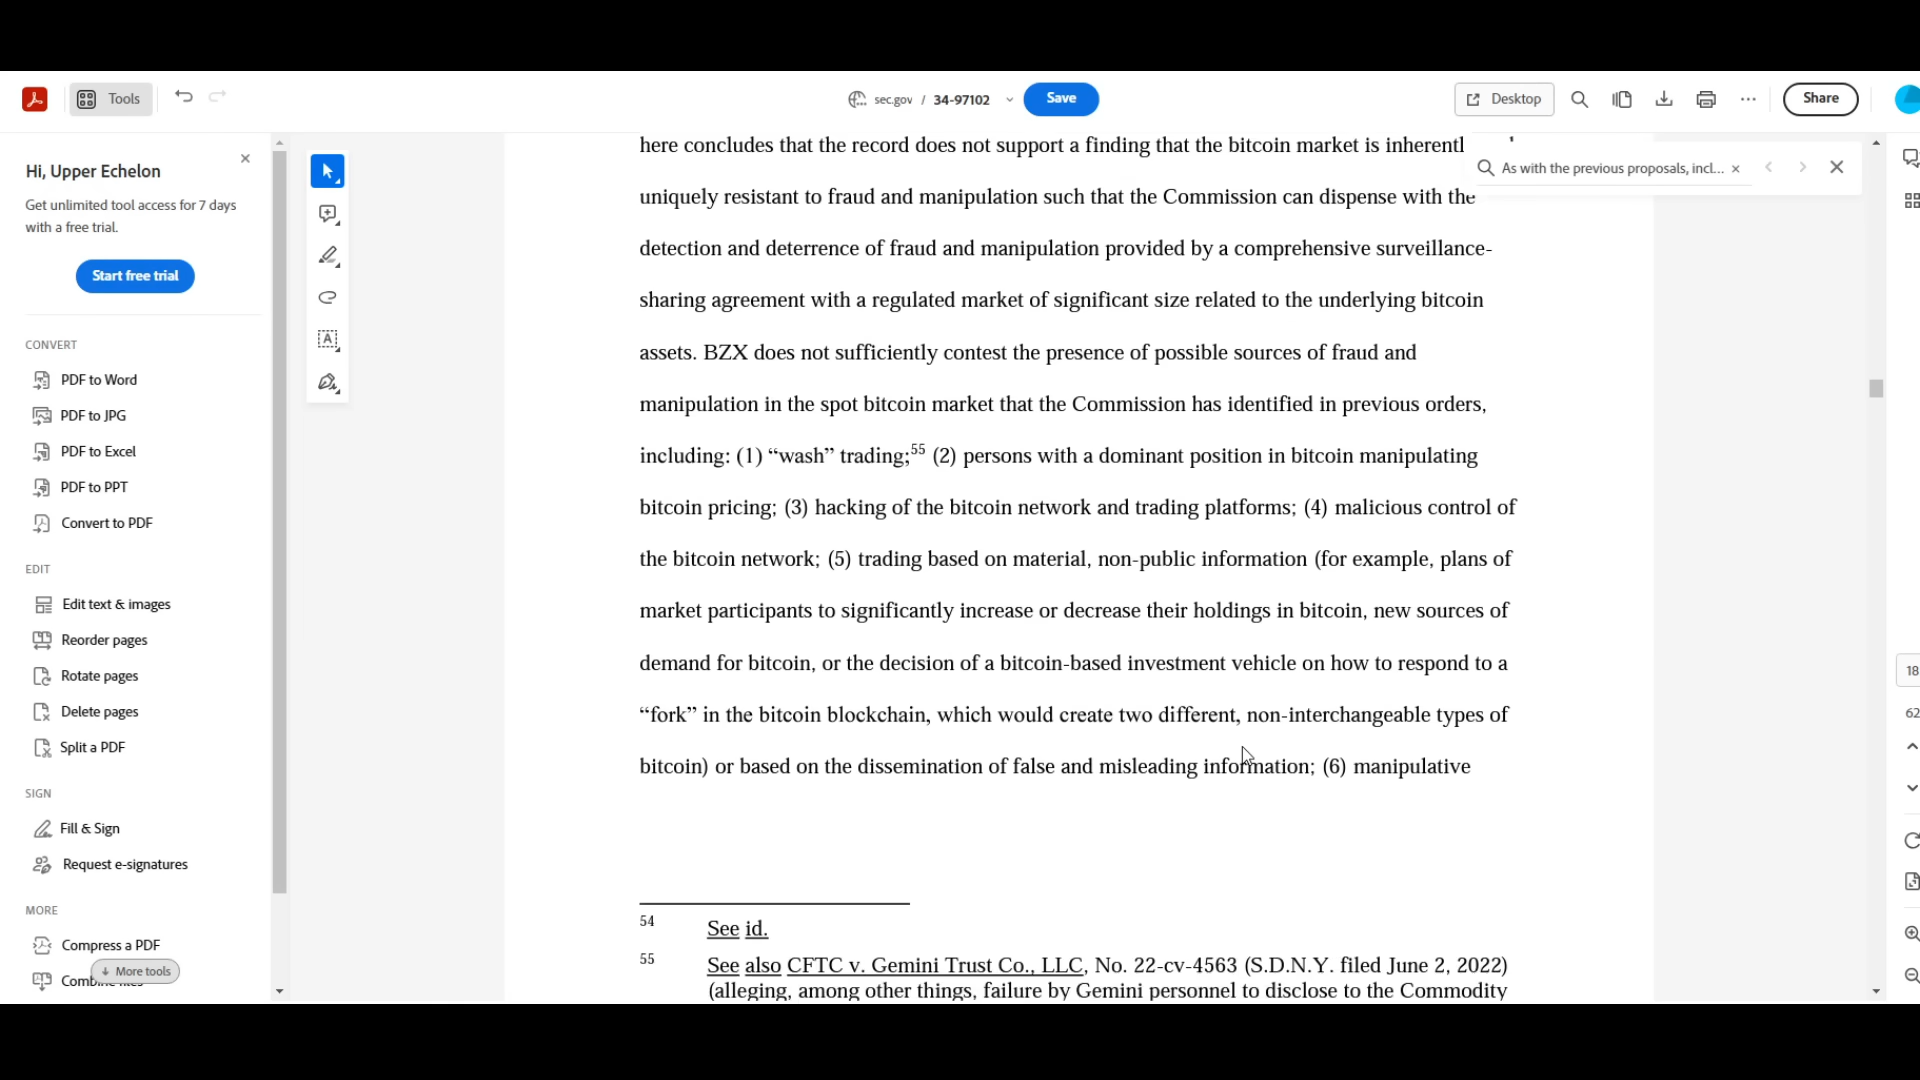 Tools
sec.gov / 34-97102
Save
Desktop
Share
Hi, Upper Echelon
Get unlimited tool access for 7 days
with a free trial.
Start free trial
CONVERT
PDF to Word
PDF to JPG
PDF to Excel
PDF to PPT
Convert to PDF
EDIT
Edit text & images
Reorder pages
Rotate pages
Delete pages
Split a PDF
SIGN
Fill & Sign
Request e-signatures
MORE
Compress a PDF
More tools
As with the previous proposals, incl...
here concludes that the record does not support a finding that the bitcoin market is inherentl
uniquely resistant to fraud and manipulation such that the Commission can dispense with the
detection and deterrence of fraud and manipulation provided by a comprehensive surveillance-
sharing agreement with a regulated market of significant size related to the underlying bitcoin
assets. BZX does not sufficiently contest the presence of possible sources of fraud and
manipulation in the spot bitcoin market that the Commission has identified in previous orders,
including: (1) “wash” trading;55 (2) persons with a dominant position in bitcoin manipulating
bitcoin pricing; (3) hacking of the bitcoin network and trading platforms; (4) malicious control of
the bitcoin network; (5) trading based on material, non-public information (for example, plans of
market participants to significantly increase or decrease their holdings in bitcoin, new sources of
demand for bitcoin, or the decision of a bitcoin-based investment vehicle on how to respond to a
“fork” in the bitcoin blockchain, which would create two different, non-interchangeable types of
bitcoin) or based on the dissemination of false and misleading information; (6) manipulative
54 See id.
55 See also CFTC v. Gemini Trust Co., LLC, No. 22-cv-4563 (S.D.N.Y. filed June 2, 2022)
(alleging, among other things, failure by Gemini personnel to disclose to the Commodity
18
62